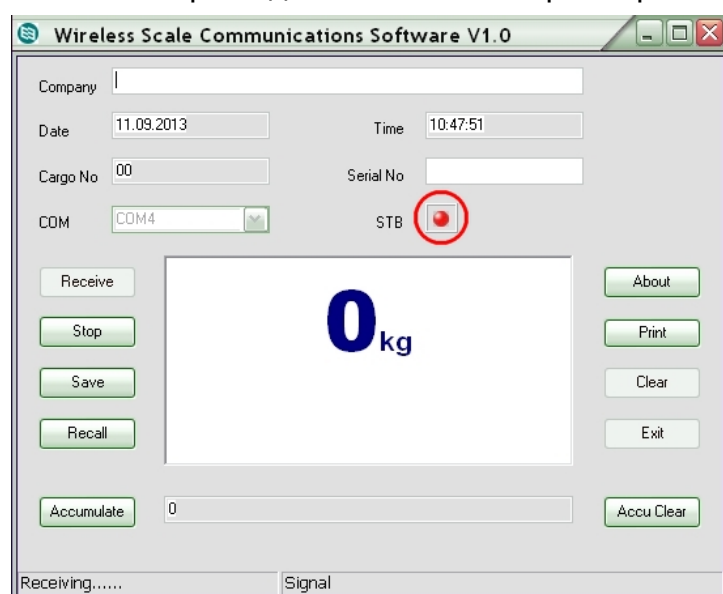 Wireless Scale Communications Software V1.0
Company
Date 11.09.2013 Time 10:47:51
Cargo No 00 Serial No
COM COM4 STB
Receive About
0kg
Stop Print
Save Clear
Recall Exit
Accumulate 0 Accu Clear
Receiving...... Signal